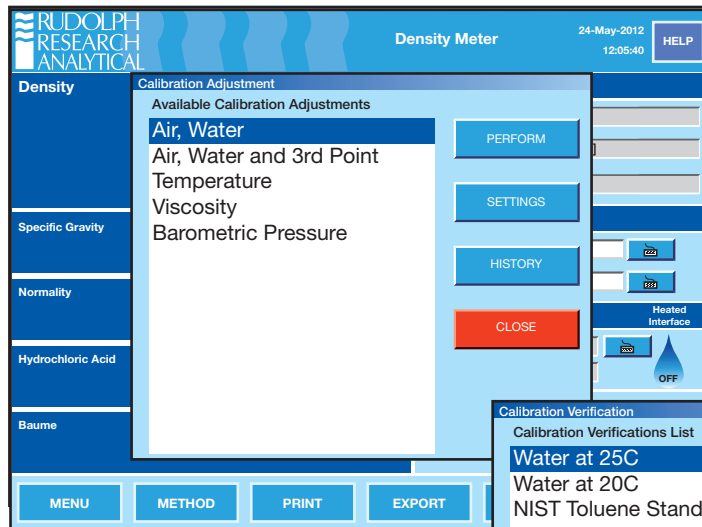 RUDOLPH
RESEARCH
ANALYTICAL
Density Meter
24-May-2012
12:05:40
HELP
Density
Specific Gravity
Normality
Hydrochloric Acid
Baume
Calibration Adjustment
Available Calibration Adjustments
Air, Water
Air, Water and 3rd Point
Temperature
Viscosity
Barometric Pressure
PERFORM
SETTINGS
HISTORY
CLOSE
Heated
Interface
OFF
Calibration Verification
Calibration Verifications List
Water at 25C
Water at 20C
NIST Toluene Stand
MENU
METHOD
PRINT
EXPORT